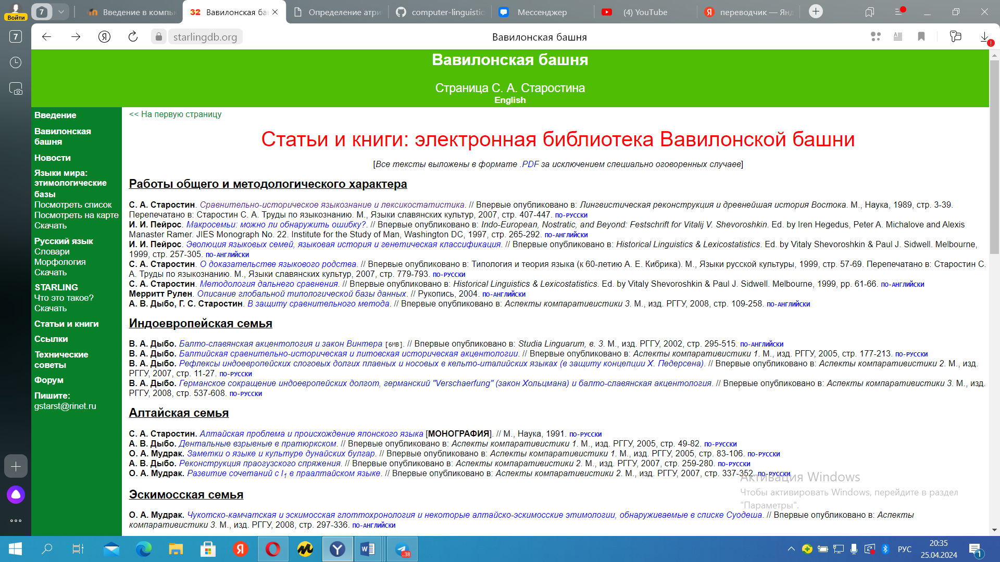 Войти
7
Введение в компь
32 Вавилонская ба
Определение атри
computer-linguistic
Мессенджер
(4) YouTube
переводчик — Янд
7
starlingdb.org
Вавилонская башня
Вавилонская башня
Страница С. А. Старостина
English
Введение
Вавилонская
башня
Новости
Языки мира:
этимологические
базы
Посмотреть список
Посмотреть на карте
Скачать
Русский язык
Словари
Морфология
Скачать
STARLING
Что это такое?
Скачать
Статьи и книги
Ссылки
Технические
советы
Форум
Пишите:
gstarst@rinet.ru
<< На первую страницу
Статьи и книги: электронная библиотека Вавилонской башни
[Все тексты выложены в формате .PDF за исключением специально оговоренных случаев]
Работы общего и методологического характера
С. А. Старостин. Сравнительно-историческое языкознание и лексикостатистика. // Впервые опубликовано в: Лингвистическая реконструкция и древнейшая история Востока. М., Наука, 1989, стр. 3-39.
Перепечатано в: Старостин С. А. Труды по языкознанию. М., Языки славянских культур, 2007, стр. 407-447. ПО-РУССКИ
И. И. Пейрос. Макросемьи: можно ли обнаружить ошибку?. // Впервые опубликовано в: Indo-European, Nostratic, and Beyond: Festschrift for Vitalij V. Shevoroshkin. Ed. by Iren Hegedus, Peter A. Michalove and Alexis
Manaster Ramer. JIES Monograph No. 22. Institute for the Study of Man, Washington DC, 1997, стр. 265-292. ПО-АНГЛИЙСКИ
И. И. Пейрос. Эволюция языковых семей, языковая история и генетическая классификация. // Впервые опубликовано в: Historical Linguistics & Lexicostatistics. Ed. by Vitaly Shevoroshkin & Paul J. Sidwell. Melbourne,
1999, стр. 257-305. ПО-АНГЛИЙСКИ
С. А. Старостин. О доказательстве языкового родства. // Впервые опубликовано в: Типология и теория языка (к 60-летию А. Е. Кибрика). М., Языки русской культуры, 1999, стр. 57-69. Перепечатано в: Старостин С.
А. Труды по языкознанию. М., Языки славянских культур, 2007, стр. 779-793. ПО-РУССКИ
С. А. Старостин. Методология дальнего сравнения. // Впервые опубликовано в: Historical Linguistics & Lexicostatistics. Ed. by Vitaly Shevoroshkin & Paul J. Sidwell. Melbourne, 1999, pp. 61-66. ПО-АНГЛИЙСКИ
Мерритт Рулен. Описание глобальной типологической базы данных. // Рукопись, 2004. ПО-АНГЛИЙСКИ
А. В. Дыбо, Г. С. Старостин. В защиту сравнительного метода. // Впервые опубликовано в: Аспекты компаративистики 3. М., изд. РГГУ, 2008, стр. 109-258. ПО-АНГЛИЙСКИ
Индоевропейская семья
В. А. Дыбо. Балто-славянская акцентология и закон Винтера [6MB]. // Впервые опубликовано в: Studia Linguarum, в. 3. М., изд. РГГУ, 2002, стр. 295-515. ПО-АНГЛИЙСКИ
В. А. Дыбо. Балтийская сравнительно-историческая и литовская историческая акцентологии. // Впервые опубликовано в: Аспекты компаративистики 1. М., изд. РГГУ, 2005, стр. 177-213. ПО-РУССКИ
В. А. Дыбо. Рефлексы индоевропейских слоговых долгих плавных и носовых в кельто-италийских языках (в защиту концепции Х. Педерсена). // Впервые опубликовано в: Аспекты компаративистики 2. М., изд.
РГГУ, 2007, стр. 11-27. ПО-РУССКИ
В. А. Дыбо. Германское сокращение индоевропейских долгот, германский "Verschaerfung" (закон Хольцмана) и балто-славянская акцентология. // Впервые опубликовано в: Аспекты компаративистики 3. М., изд.
РГГУ, 2008, стр. 537-608. ПО-РУССКИ
Алтайская семья
С. А. Старостин. Алтайская проблема и происхождение японского языка [МОНОГРАФИЯ]. // М., Наука, 1991. ПО-РУССКИ
А. В. Дыбо. Дентальные взрывные в пратюркском. // Впервые опубликовано в: Аспекты компаративистики 1. М., изд. РГГУ, 2005, стр. 49-82. ПО-РУССКИ
О. А. Мудрак. Заметки о языке и культуре дунайских булгар. // Впервые опубликовано в: Аспекты компаративистики 1. М., изд. РГГУ, 2005, стр. 83-106. ПО-РУССКИ
А. В. Дыбо. Реконструкция праогузского спряжения. // Впервые опубликовано в: Аспекты компаративистики 2. М., изд. РГГУ, 2007, стр. 259-280. ПО-РУССКИ
О. А. Мудрак. Развитие сочетаний с l1 в праалтайском языке. // Впервые опубликовано в: Аспекты компаративистики 2. М., изд. РГГУ, 2007, стр. 337-352. ПО-РУССКИ
Эскимосская семья
О. А. Мудрак. Чукотско-камчатская и эскимосская глоттохронология и некоторые алтайско-эскимосские этимологии, обнаруживаемые в списке Суодеша. // Впервые опубликовано в: Аспекты
компаративистики 3. М., изд. РГГУ, 2008, стр. 297-336. ПО-АНГЛИЙСКИ
Активация Windows
Чтобы активировать Windows, перейдите в раздел
"Параметры".
..38
РУС
20:35
25.04.2024
1